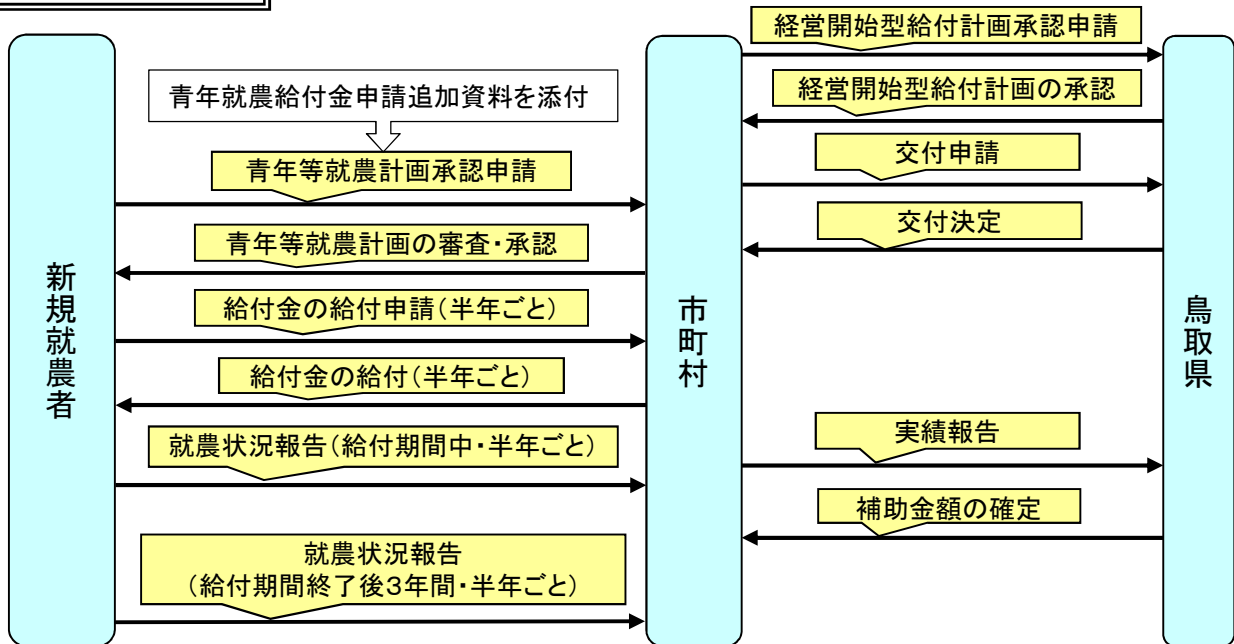 新規就農者
青年就農給付金申請追加資料を添付
青年等就農計画承認申請
青年等就農計画の審査・承認
給付金の給付申請(半年ごと)
給付金の給付(半年ごと)
就農状況報告(給付期間中・半年ごと)
就農状況報告
(給付期間終了後3年間・半年ごと)
市町村
経営開始型給付計画承認申請
経営開始型給付計画の承認
交付申請
交付決定
実績報告
補助金額の確定
鳥取県